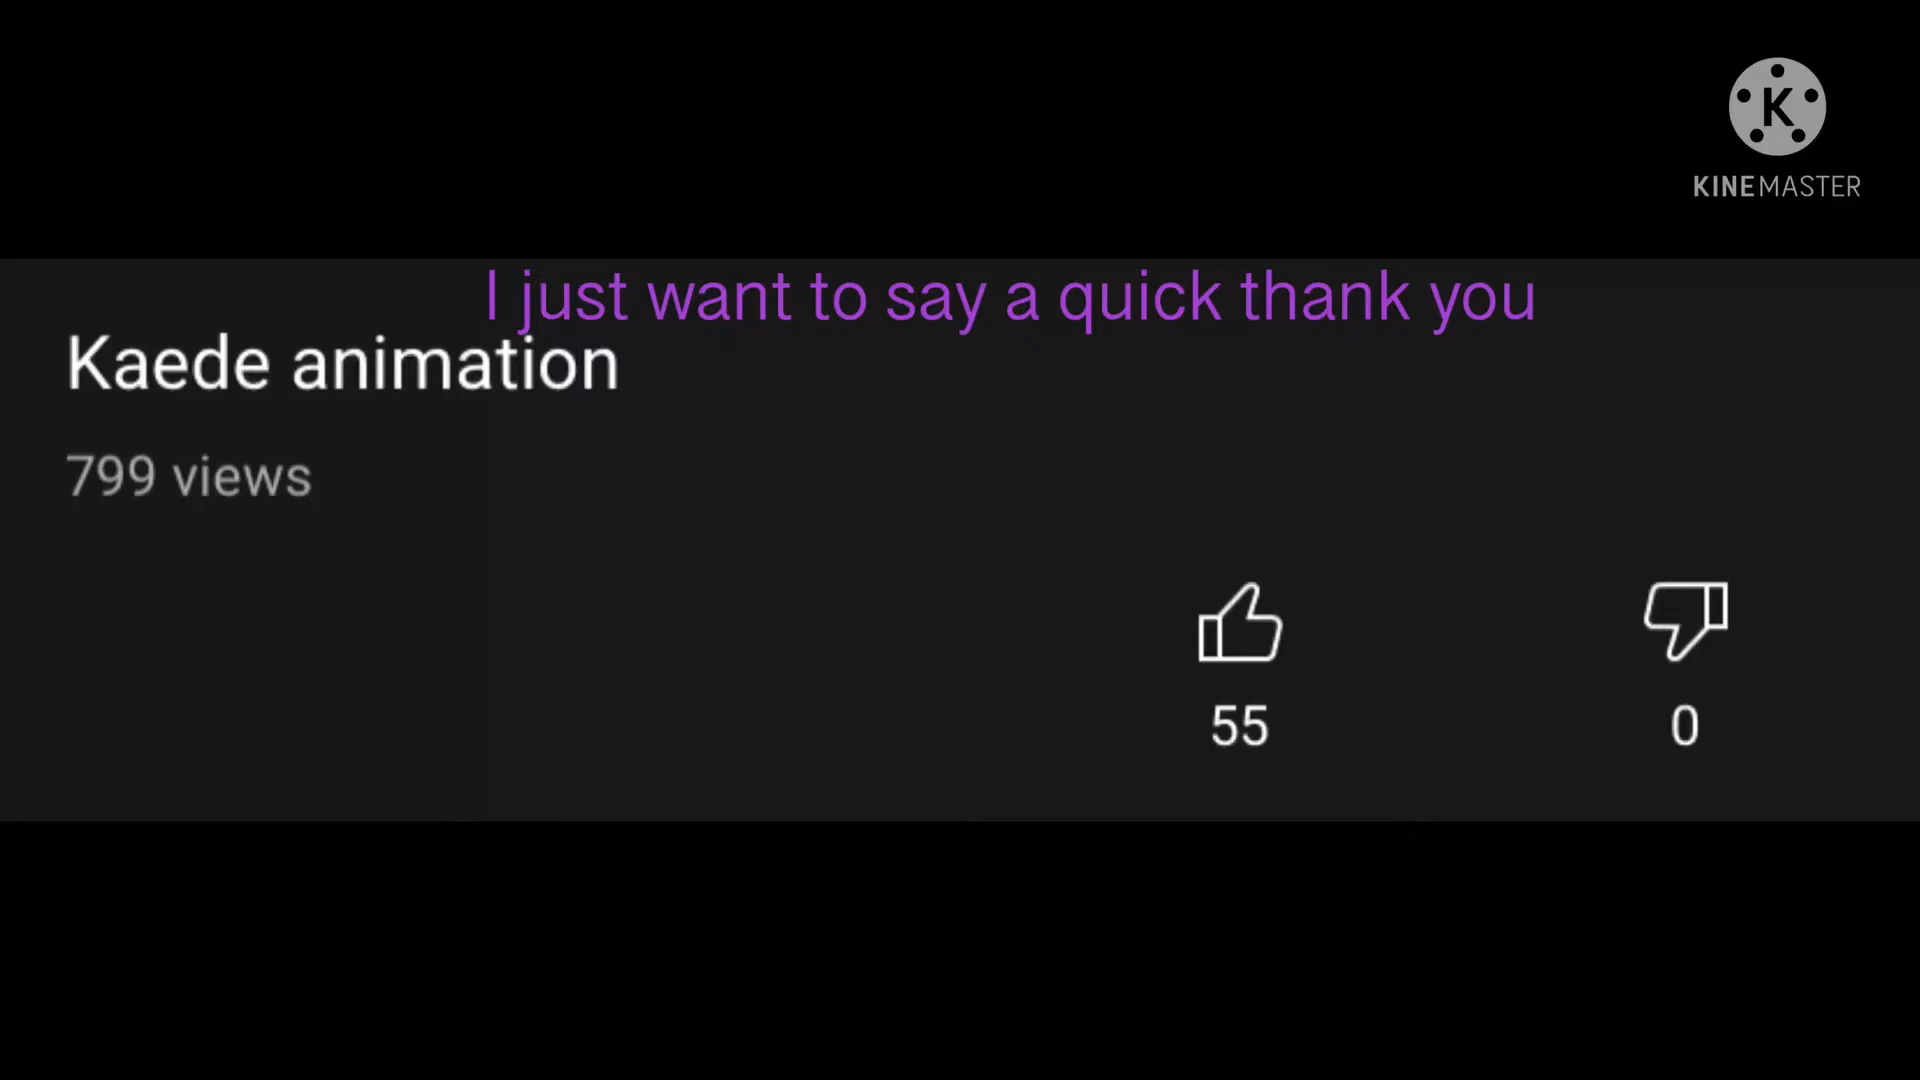 K
KINEMASTER
I just want to say a quick thank you
Kaede animation
799 views
55
0